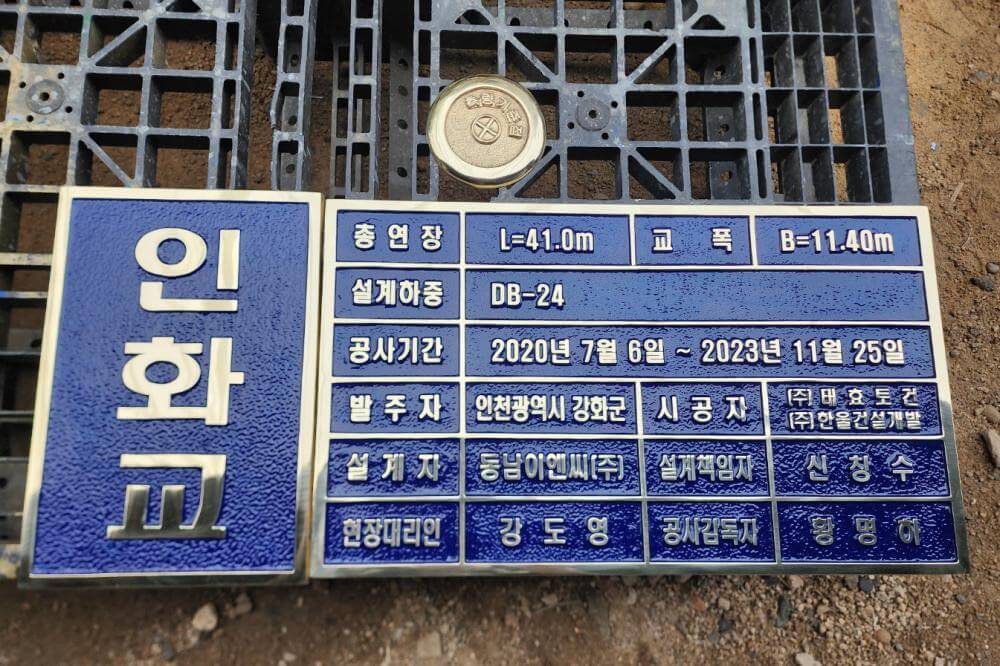 측량기준점
인화교
총연장 L=41.0m 교폭 B=11.40m
설계하중 DB-24
공사기간 2020년 7월 6일 ~ 2023년 11월 25일
발주자 인천광역시 강화군 시공자 (주)태효토건
(주)한울건설개발
설계자 동남이엔씨(주) 설계책임자 신창수
현장대리인 강도영 공사감독자 황명하